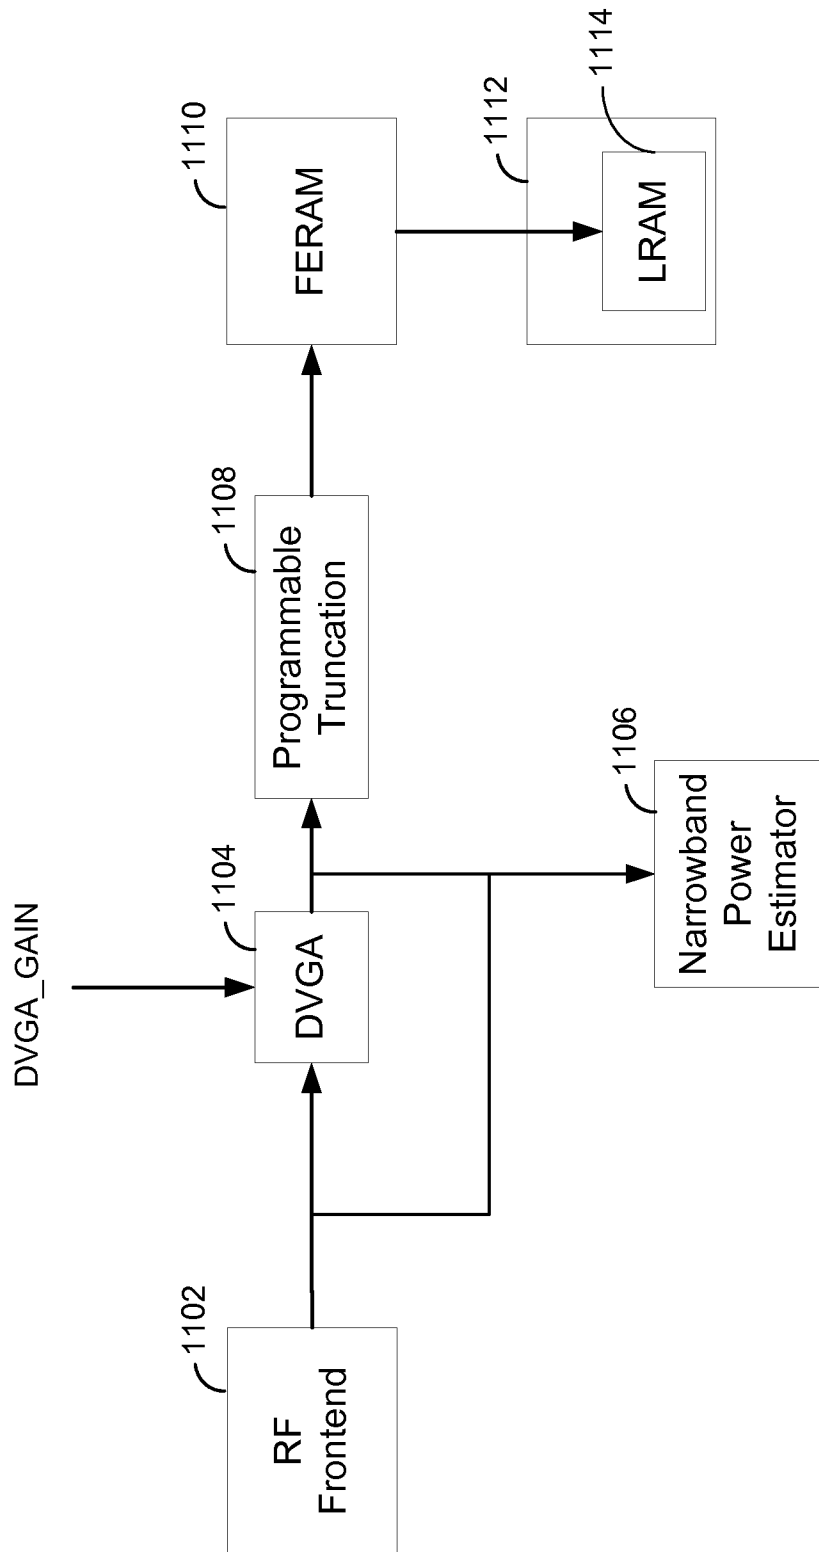 DVGA_GAIN
1102
RF
Frontend
1104
DVGA
1108
Programmable
Truncation
1110
FERAM
1106
Narrowband
Power
Estimator
1112
1114
LRAM